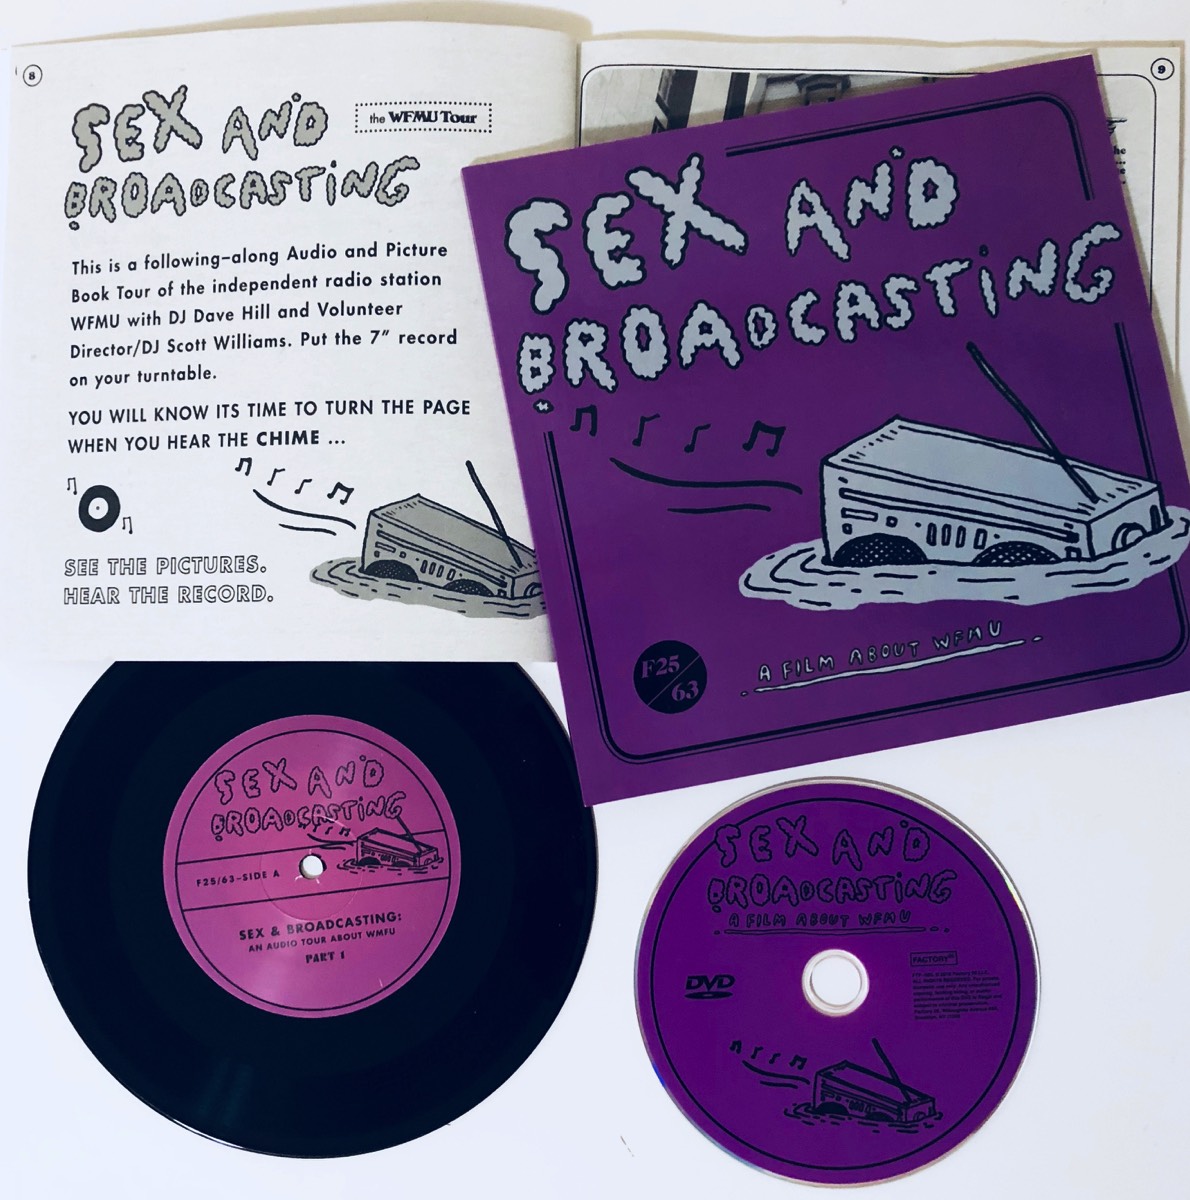 8
SEX AND
BROADCASTING
the WFMU Tour
This is a following-along Audio and Picture
Book Tour of the independent radio station
WFMU with DJ Dave Hill and Volunteer
Director/DJ Scott Williams. Put the 7” record
on your turntable.
YOU WILL KNOW ITS TIME TO TURN THE PAGE
WHEN YOU HEAR THE CHIME ...
SEE THE PICTURES.
HEAR THE RECORD.
9
the
SEX AND
BROADCASTING
F25
63
A FILM ABOUT WFMU
SEX AND
BROADCASTING
F25/63-SIDE A
SEX & BROADCASTING:
AN AUDIO TOUR ABOUT WMFU
PART 1
SEX AND
BROADCASTING
A FILM ABOUT WFMU
DVD
FACTORY25